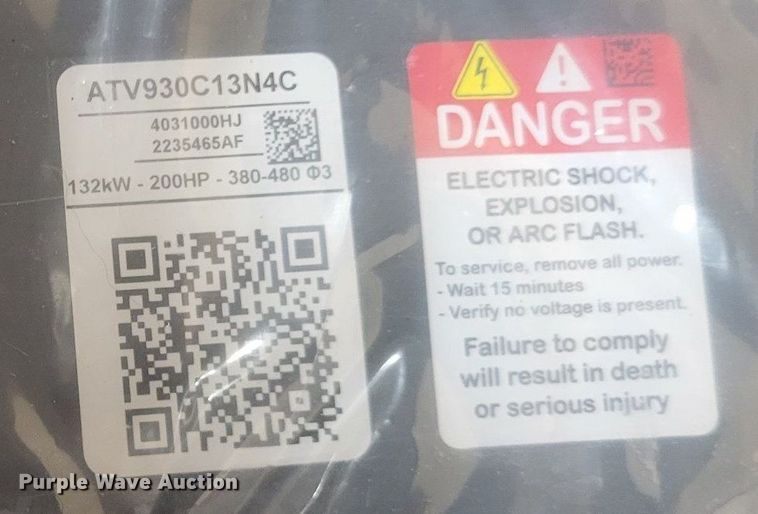 ATV930C13N4C
4031000HJ
2235465AF
132kW - 200HP - 380-480 Φ3
DANGER
ELECTRIC SHOCK,
EXPLOSION,
OR ARC FLASH.
To service, remove all power.
- Wait 15 minutes
- Verify no voltage is present.
Failure to comply
will result in death
or serious injury
Purple Wave Auction